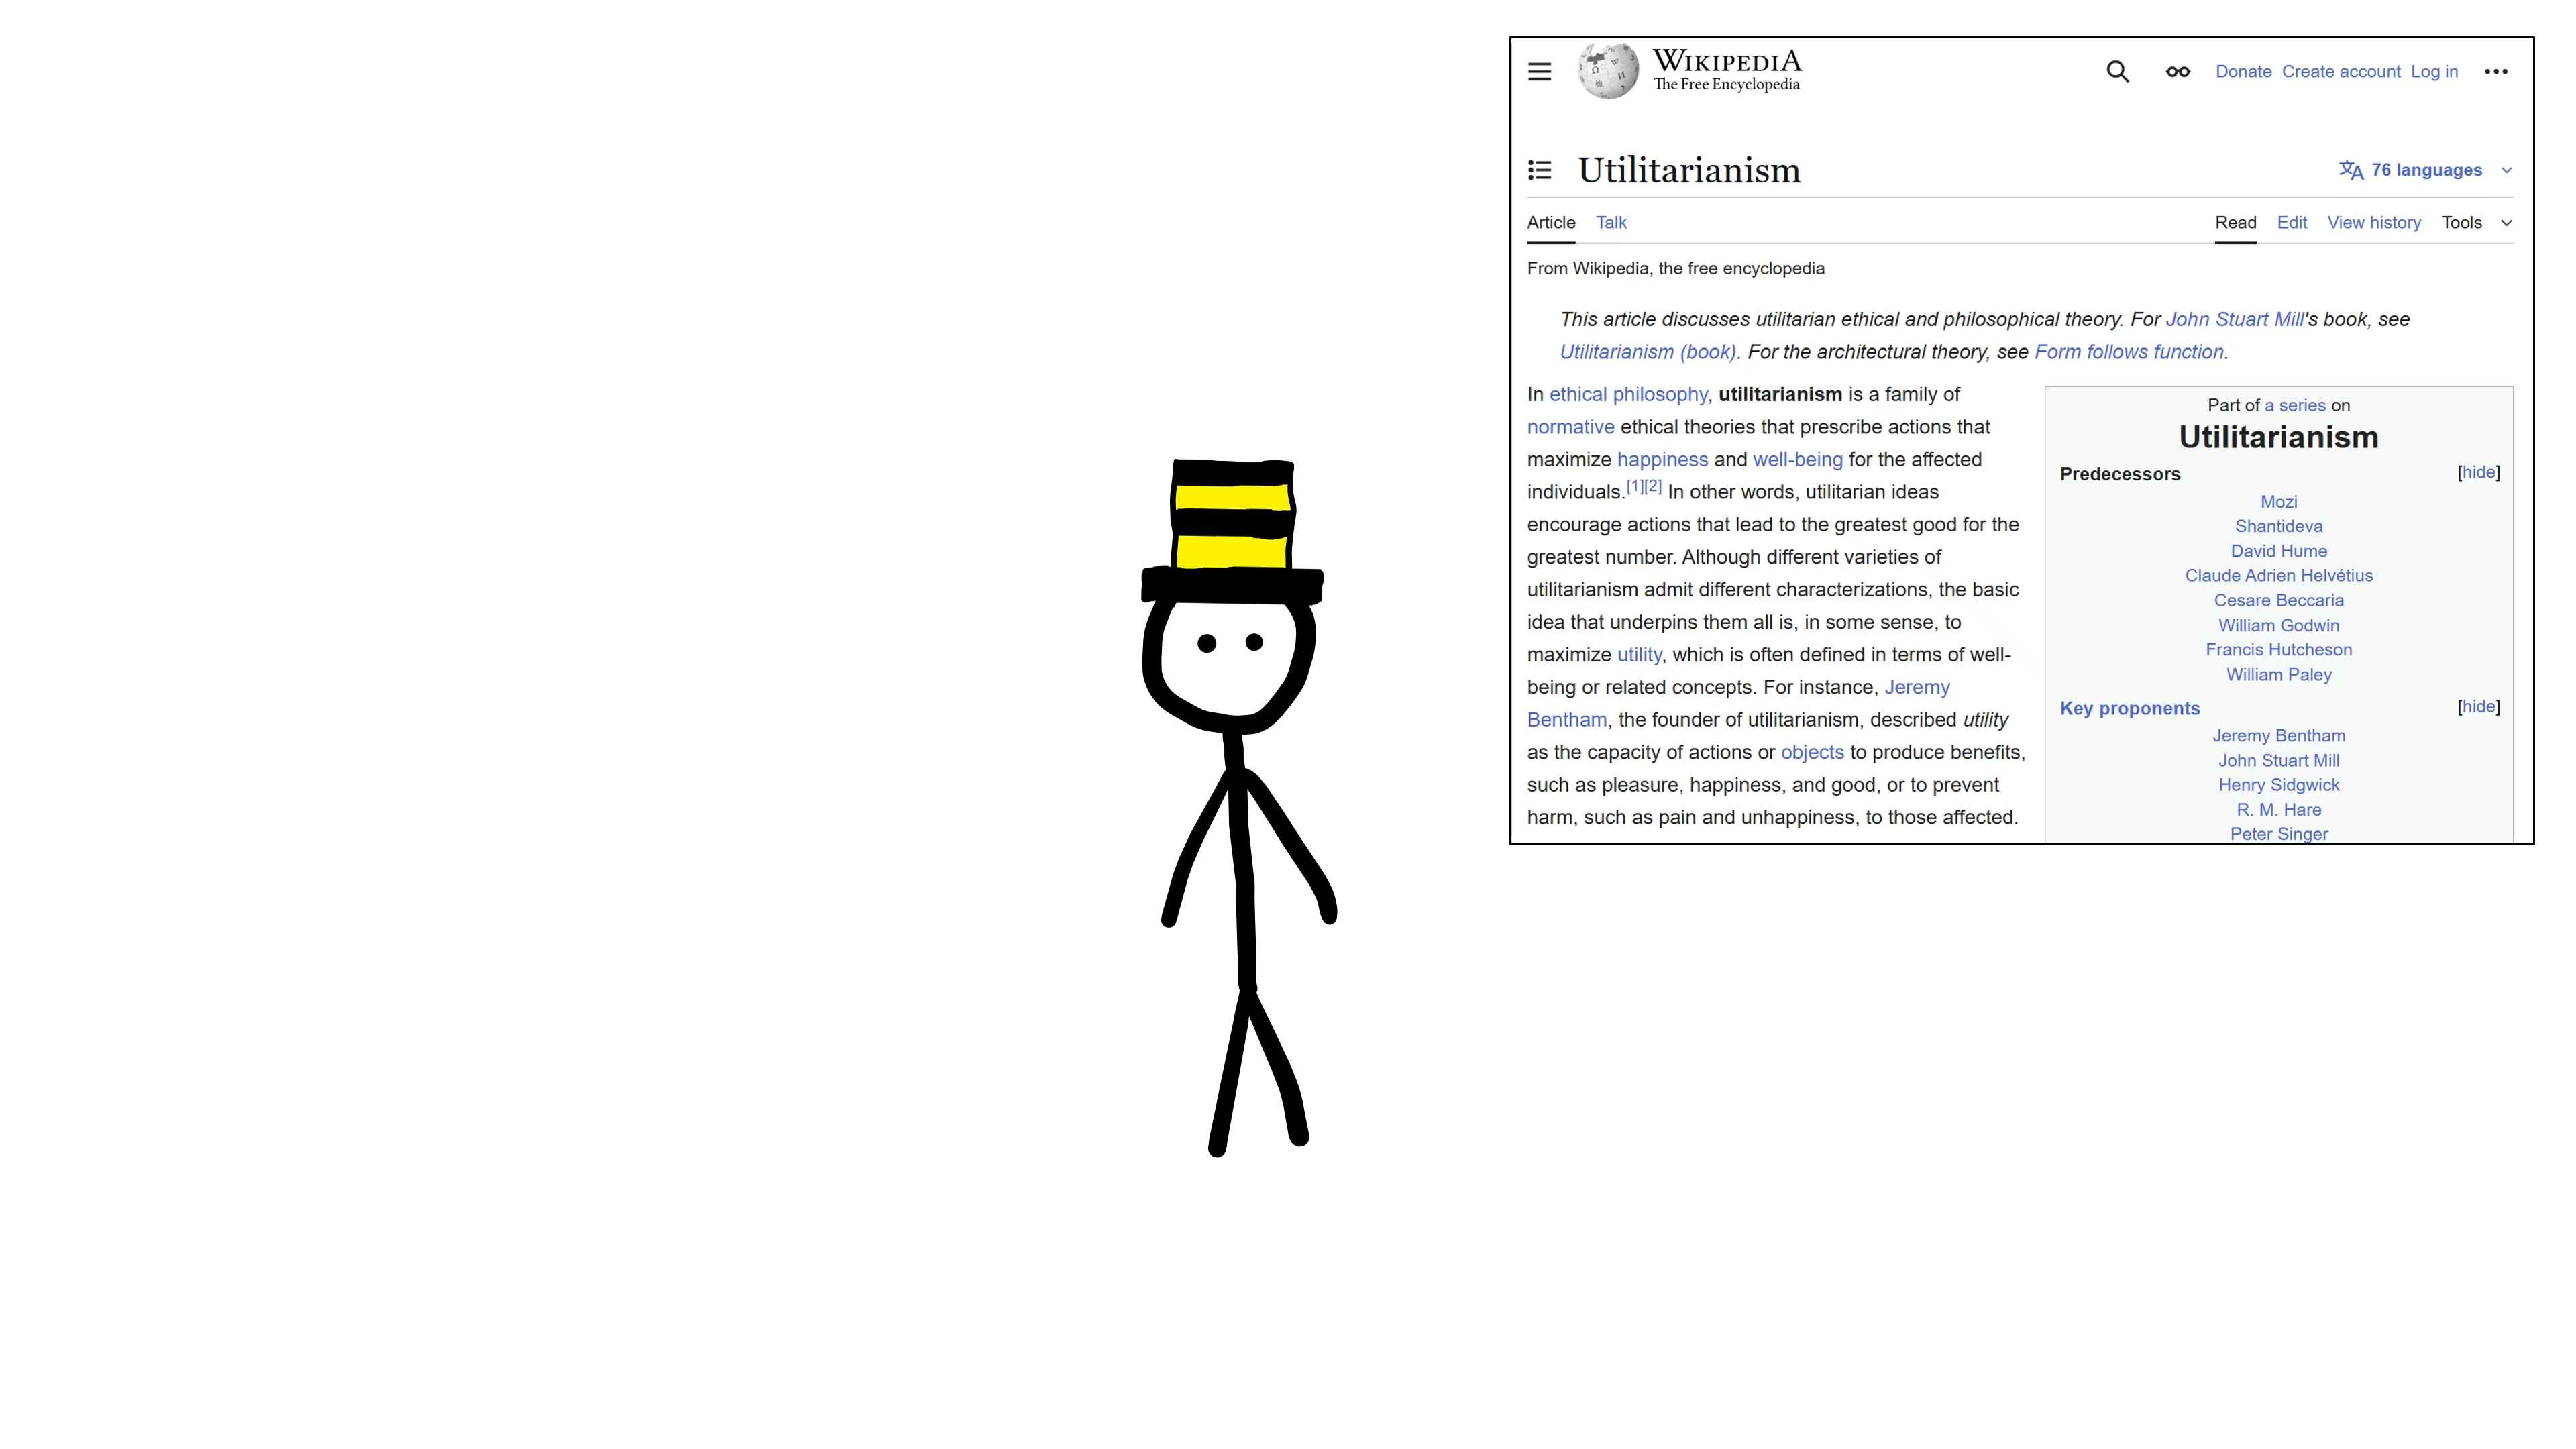 WIKIPEDIA
The Free Encyclopedia
Donate Create account Log in
Utilitarianism
76 languages
Article Talk
Read Edit View history Tools
From Wikipedia, the free encyclopedia
This article discusses utilitarian ethical and philosophical theory. For John Stuart Mill's book, see
Utilitarianism (book). For the architectural theory, see Form follows function.
In ethical philosophy, utilitarianism is a family of
normative ethical theories that prescribe actions that
maximize happiness and well-being for the affected
individuals.[1][2] In other words, utilitarian ideas
encourage actions that lead to the greatest good for the
greatest number. Although different varieties of
utilitarianism admit different characterizations, the basic
idea that underpins them all is, in some sense, to
maximize utility, which is often defined in terms of well-
being or related concepts. For instance, Jeremy
Bentham, the founder of utilitarianism, described utility
as the capacity of actions or objects to produce benefits,
such as pleasure, happiness, and good, or to prevent
harm, such as pain and unhappiness, to those affected.
Part of a series on
Utilitarianism
Predecessors [hide]
Mozi
Shantideva
David Hume
Claude Adrien Helvétius
Cesare Beccaria
William Godwin
Francis Hutcheson
William Paley
Key proponents [hide]
Jeremy Bentham
John Stuart Mill
Henry Sidgwick
R. M. Hare
Peter Singer